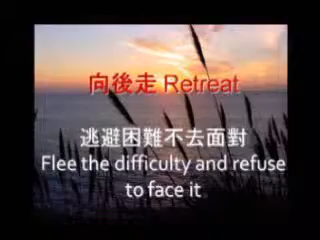 向後走 Retreat
逃避困難不去面對
Flee the difficulty and refuse
to face it